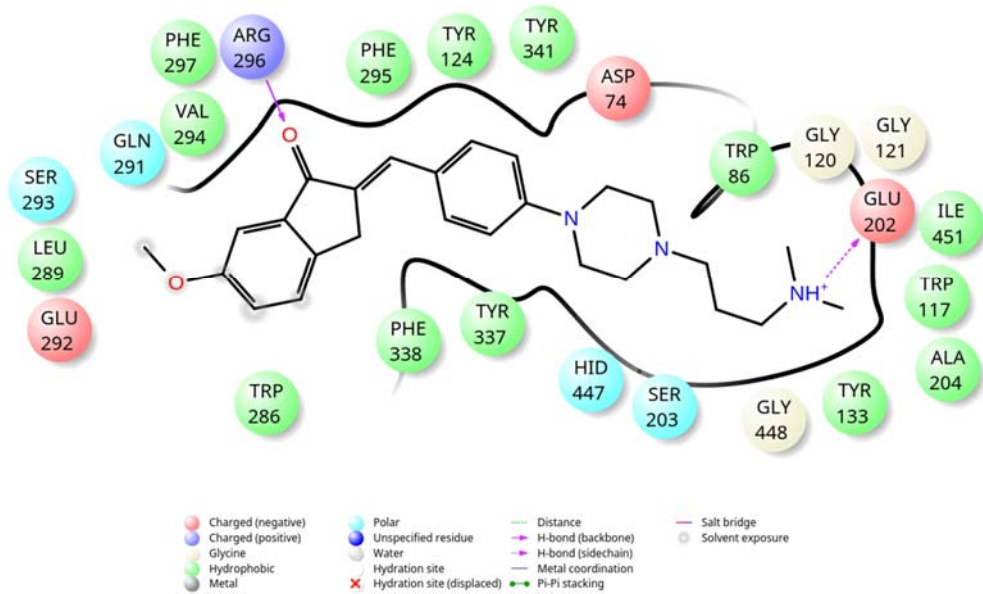 PHE
297
ARG
296
PHE
295
TYR
124
TYR
341
ASP
74
VAL
294
GLN
291
SER
293
LEU
289
GLU
292
TRP
286
PHE
338
TYR
337
HID
447
SER
203
GLY
448
TYR
133
ALA
204
TRP
117
ILE
451
GLU
202
GLY
121
GLY
120
TRP
86
O
O
N
N
NH+
Charged (negative)
Charged (positive)
Glycine
Hydrophobic
Metal
Polar
Unspecified residue
Water
Hydration site
Hydration site (displaced)
Distance
H-bond (backbone)
H-bond (sidechain)
Metal coordination
Pi-Pi stacking
Salt bridge
Solvent exposure